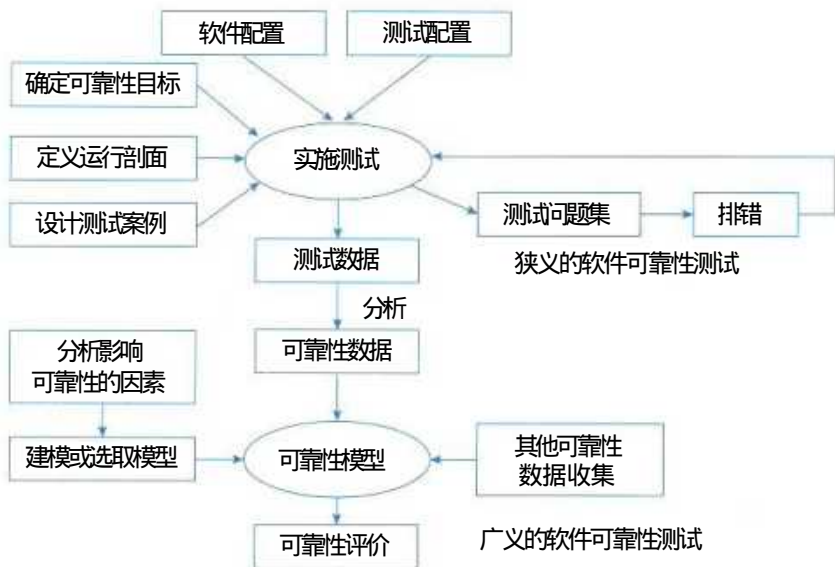 软件配置
测试配置
确定可靠性目标
定义运行剖面
实施测试
设计测试案例
测试问题集
排错
测试数据
狭义的软件可靠性测试
分析
分析影响
可靠性的因素
可靠性数据
建模或选取模型
可靠性模型
其他可靠性
数据收集
可靠性评价
广义的软件可靠性测试